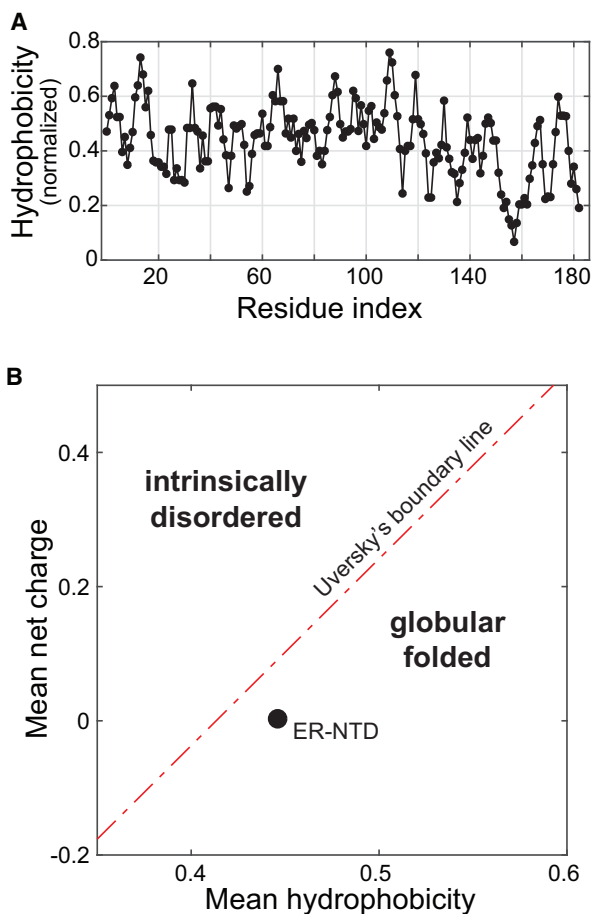 A
Hydrophobicity
(normalized)
0.8
0.6
0.4
0.2
0
20
60
100
140
180
Residue index
B
Mean net charge
0.4
0.2
0
-0.2
intrinsically
disordered
Uversky's boundary line
globular
folded
ER-NTD
0.4
0.5
0.6
Mean hydrophobicity